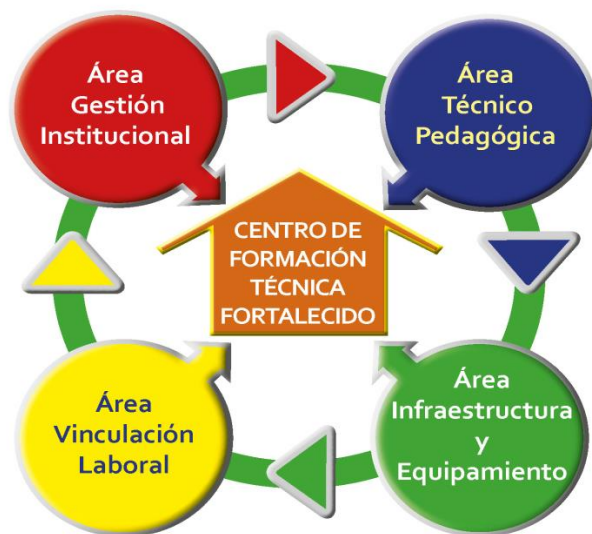 Área
Gestión
Institucional
Área
Técnico
Pedagógica
CENTRO DE
FORMACIÓN
TÉCNICA
FORTALECIDO
Área
Vinculación
Laboral
Área
Infraestructura
y
Equipamiento